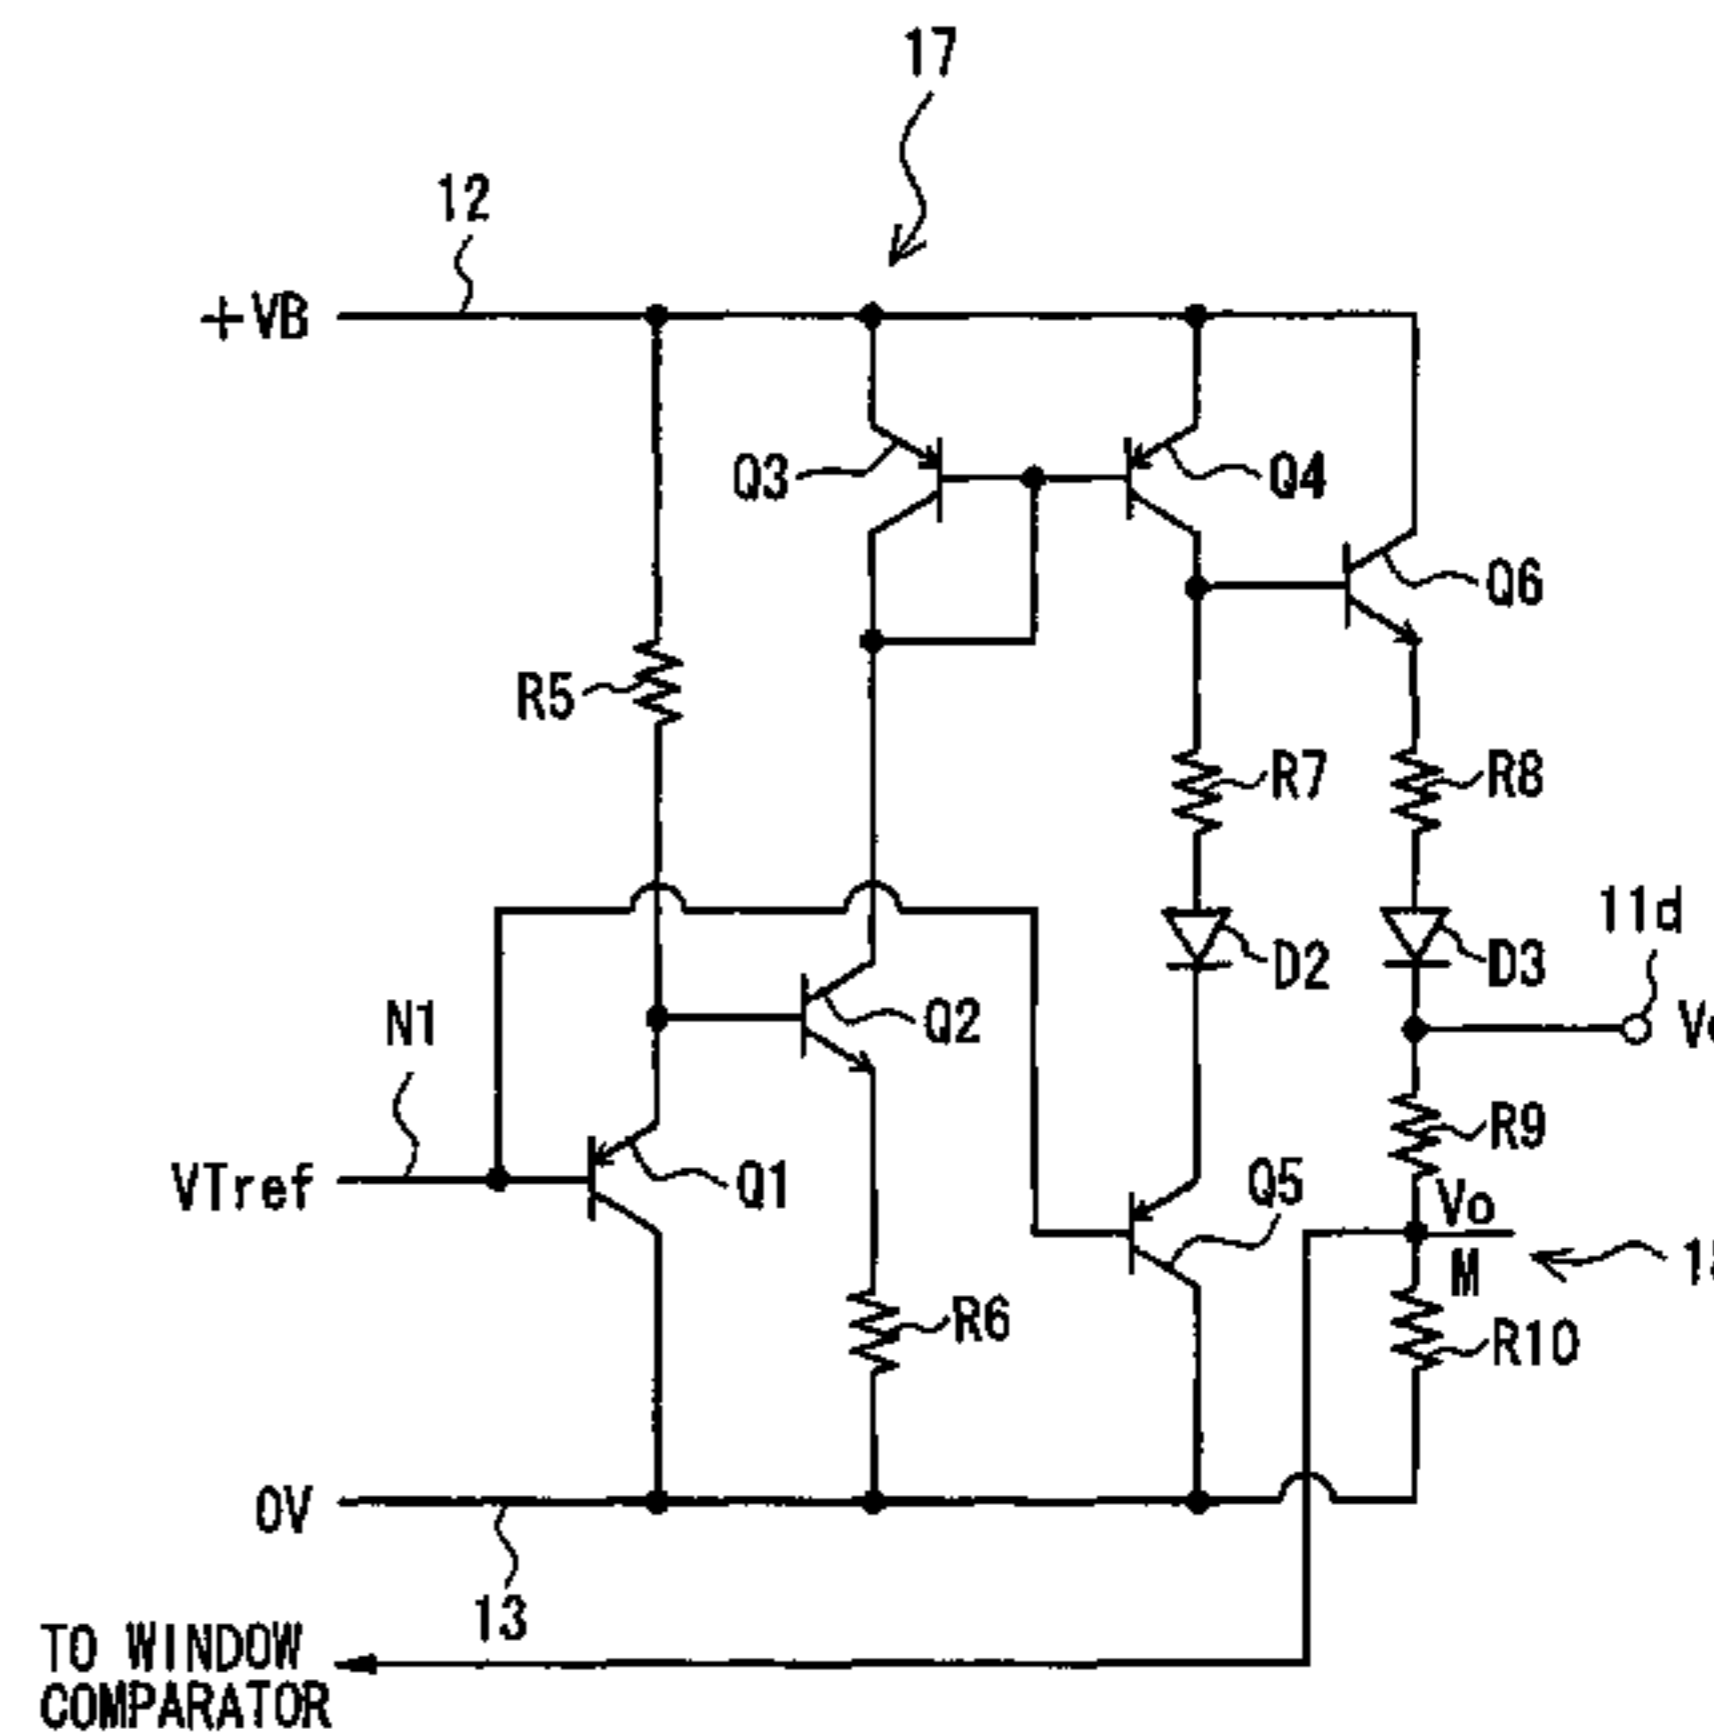 17
12
+VB
Q3
Q4
Q6
R5
R7
R8
11d
D2
D3
N1
Q2
VTref
Q1
Q5
R9
Vo
M
R6
R10
0V
13
TO WINDOW
COMPARATOR